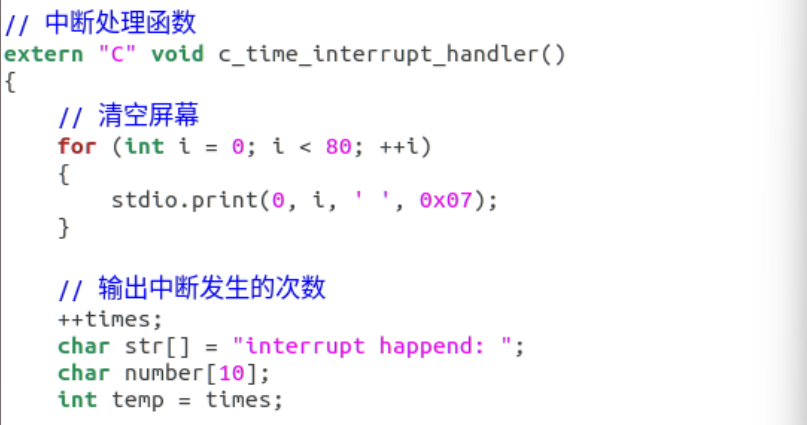 // 中断处理函数
extern "C" void c_time_interrupt_handler()
{
    // 清空屏幕
    for (int i = 0; i < 80; ++i)
    {
        stdio.print(0, i, ' ', 0x07);
    }

    // 输出中断发生的次数
    ++times;
    char str[] = "interrupt happend: ";
    char number[10];
    int temp = times;